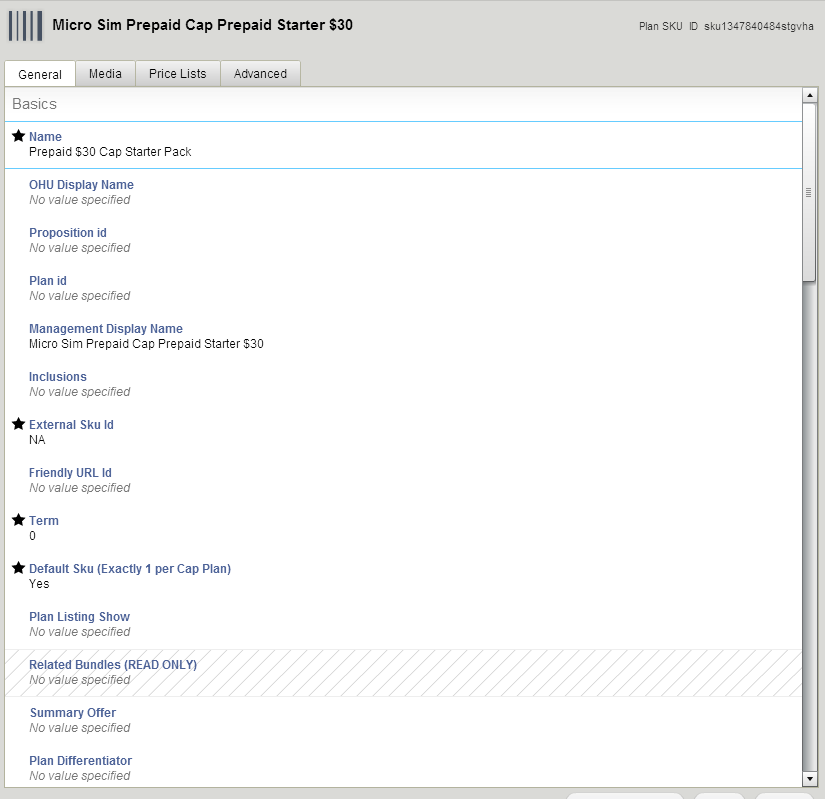 Micro Sim Prepaid Cap Prepaid Starter $30
Plan SKU ID sku1347840484stgvha
General Media Price Lists Advanced
Basics
Name
Prepaid $30 Cap Starter Pack
OHU Display Name
No value specified
Proposition id
No value specified
Plan id
No value specified
Management Display Name
Micro Sim Prepaid Cap Prepaid Starter $30
Inclusions
No value specified
External Sku Id
NA
Friendly URL Id
No value specified
Term
0
Default Sku (Exactly 1 per Cap Plan)
Yes
Plan Listing Show
No value specified
Related Bundles (READ ONLY)
No value specified
Summary Offer
No value specified
Plan Differentiator
No value specified